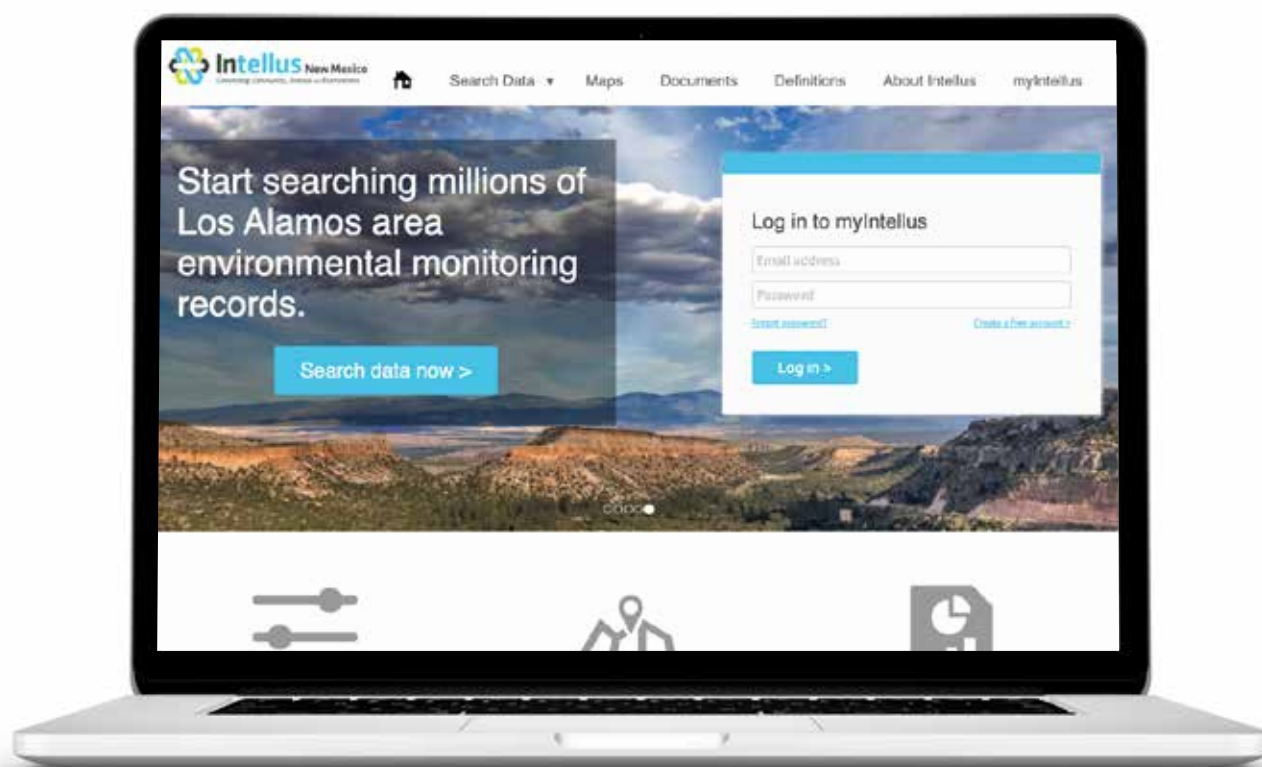 Intellus New Mexico
Search Data ▾ Maps Documents Definitions About Intellus myIntellus
Start searching millions of
Los Alamos area
environmental monitoring
records.
Search data now >
Log in to myIntellus
Email address
Password
Forgot password? Create a free account >
Log in >